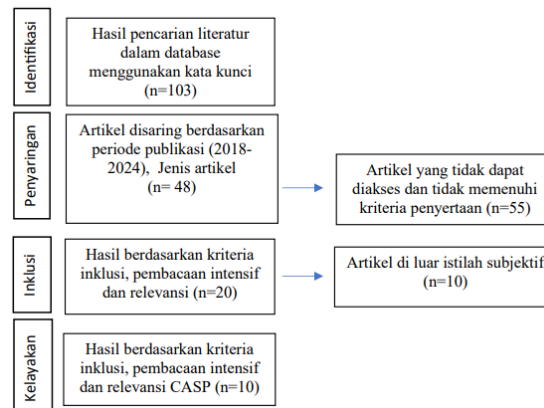 Identifikasi
Hasil pencarian literatur
dalam database
menggunakan kata kunci
(n=103)
Penyaringan
Artikel disaring berdasarkan
periode publikasi (2018-
2024), Jenis artikel
(n= 48)
Artikel yang tidak dapat
diakses dan tidak memenuhi
kriteria penyertaan (n=55)
Inklusi
Hasil berdasarkan kriteria
inklusi, pembacaan intensif
dan relevansi (n=20)
Artikel di luar istilah subjektif
(n=10)
Kelayakan
Hasil berdasarkan kriteria
inklusi, pembacaan intensif
dan relevansi CASP (n=10)